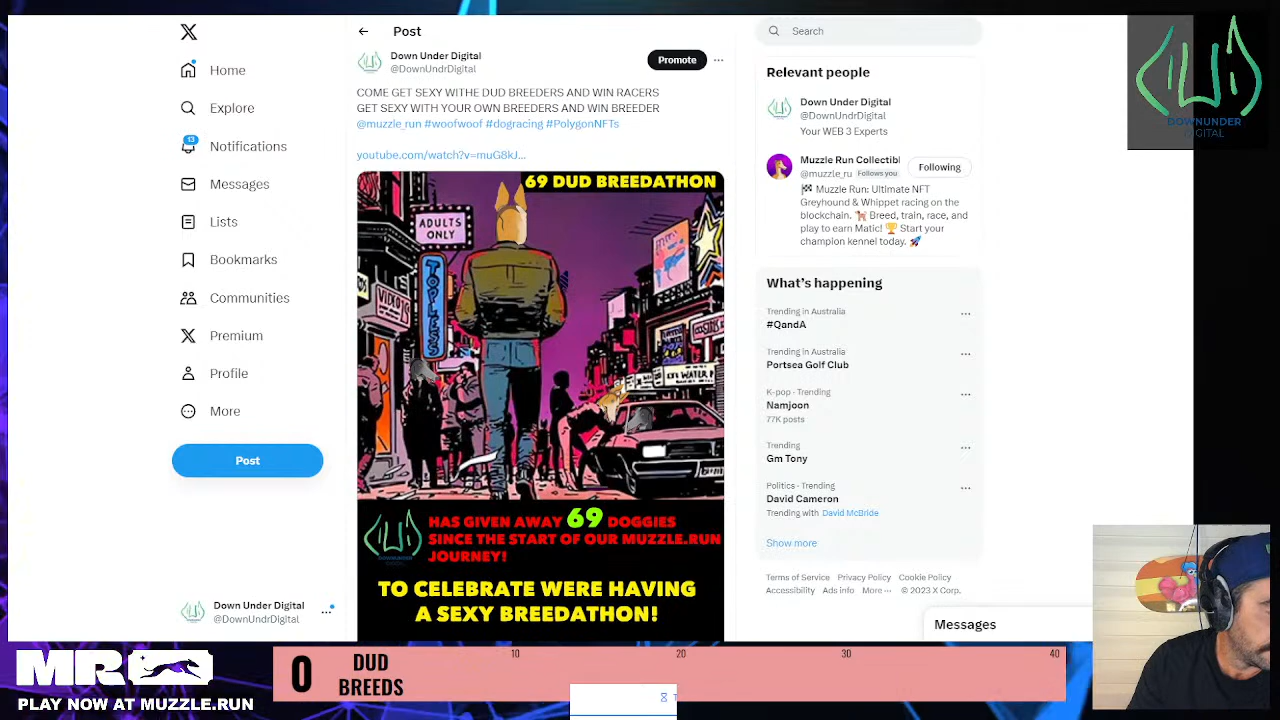 Home
Explore
13
Notifications
Messages
Lists
Bookmarks
Communities
Premium
Profile
More
Post
Down Under Digital
@DownUndrDigital
Post
Down Under Digital
@DownUndrDigital
Promote
COME GET SEXY WITHE DUD BREEDERS AND WIN RACERS
GET SEXY WITH YOUR OWN BREEDERS AND WIN BREEDER
@muzzle_run #woofwoof #dogracing #PolygonNFTs
youtube.com/watch?v=muG8kJ...
69 DUD BREEDATHON
ADULTS
ONLY
TOPLESS
VIDEO
HAS GIVEN AWAY 69 DOGGIES
SINCE THE START OF OUR MUZZLE.RUN
JOURNEY!
TO CELEBRATE WERE HAVING
A SEXY BREEDATHON!
Search
Relevant people
Down Under Digital
@DownUndrDigital
Your WEB 3 Experts
Muzzle Run Collectibl
@muzzle_ru Follows you
Following
🏁 Muzzle Run: Ultimate NFT
Greyhound & Whippet racing on the
blockchain. 🐕 Breed, train, race, and
play to earn Matic! 🏆 Start your
champion kennel today. 🚀
What's happening
Trending in Australia
#QandA
Trending in Australia
Portsea Golf Club
K-pop · Trending
Namjoon
77K posts
Trending
Gm Tony
Politics · Trending
David Cameron
Trending with David McBride
Show more
Terms of Service Privacy Policy Cookie Policy
Accessibility Ads info More ··· © 2023 X Corp.
Messages
DOWNUNDER
DIGITAL
PLAY NOW AT MUZZLE.RUN
0 DUD
BREEDS
10 20 30 40